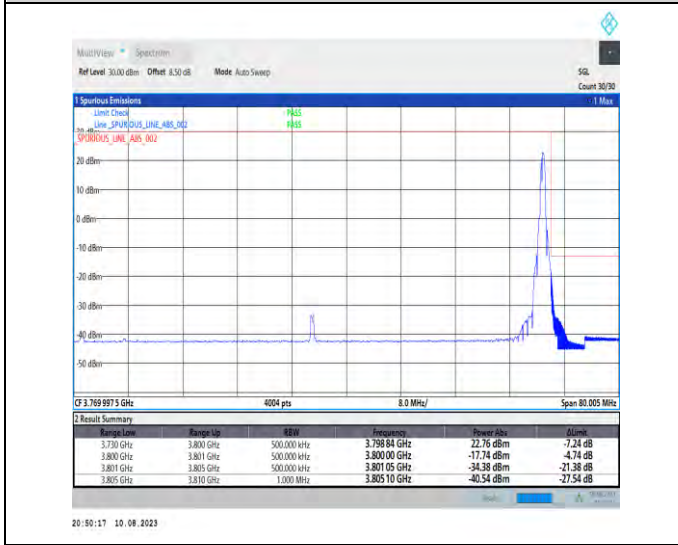 MultiView Spectrum
Ref Level 30.00 dBm Offset 8.50 dB Mode Auto Sweep SGL
Count 30/30
1 Spurious Emissions 1 Max
Limit Check PASS
Line _SPURIOUS_LINE_ABS_002 PASS
_SPURIOUS_LINE_ABS_002
20 dBm
10 dBm
0 dBm
-10 dBm
-20 dBm
-30 dBm
-40 dBm
-50 dBm
CF 3.769 997 5 GHz 4004 pts 8.0 MHz/ Span 80.005 MHz
2 Result Summary
Range Low Range Up RBW Frequency Power Abs ΔLimit
3.730 GHz 3.800 GHz 500.000 kHz 3.798 84 GHz 22.76 dBm -7.24 dB
3.800 GHz 3.801 GHz 500.000 kHz 3.800 00 GHz -17.74 dBm -4.74 dB
3.801 GHz 3.805 GHz 500.000 kHz 3.801 05 GHz -34.38 dBm -21.38 dB
3.805 GHz 3.810 GHz 1.000 MHz 3.805 10 GHz -40.54 dBm -27.54 dB
20:50:17 10.08.2023